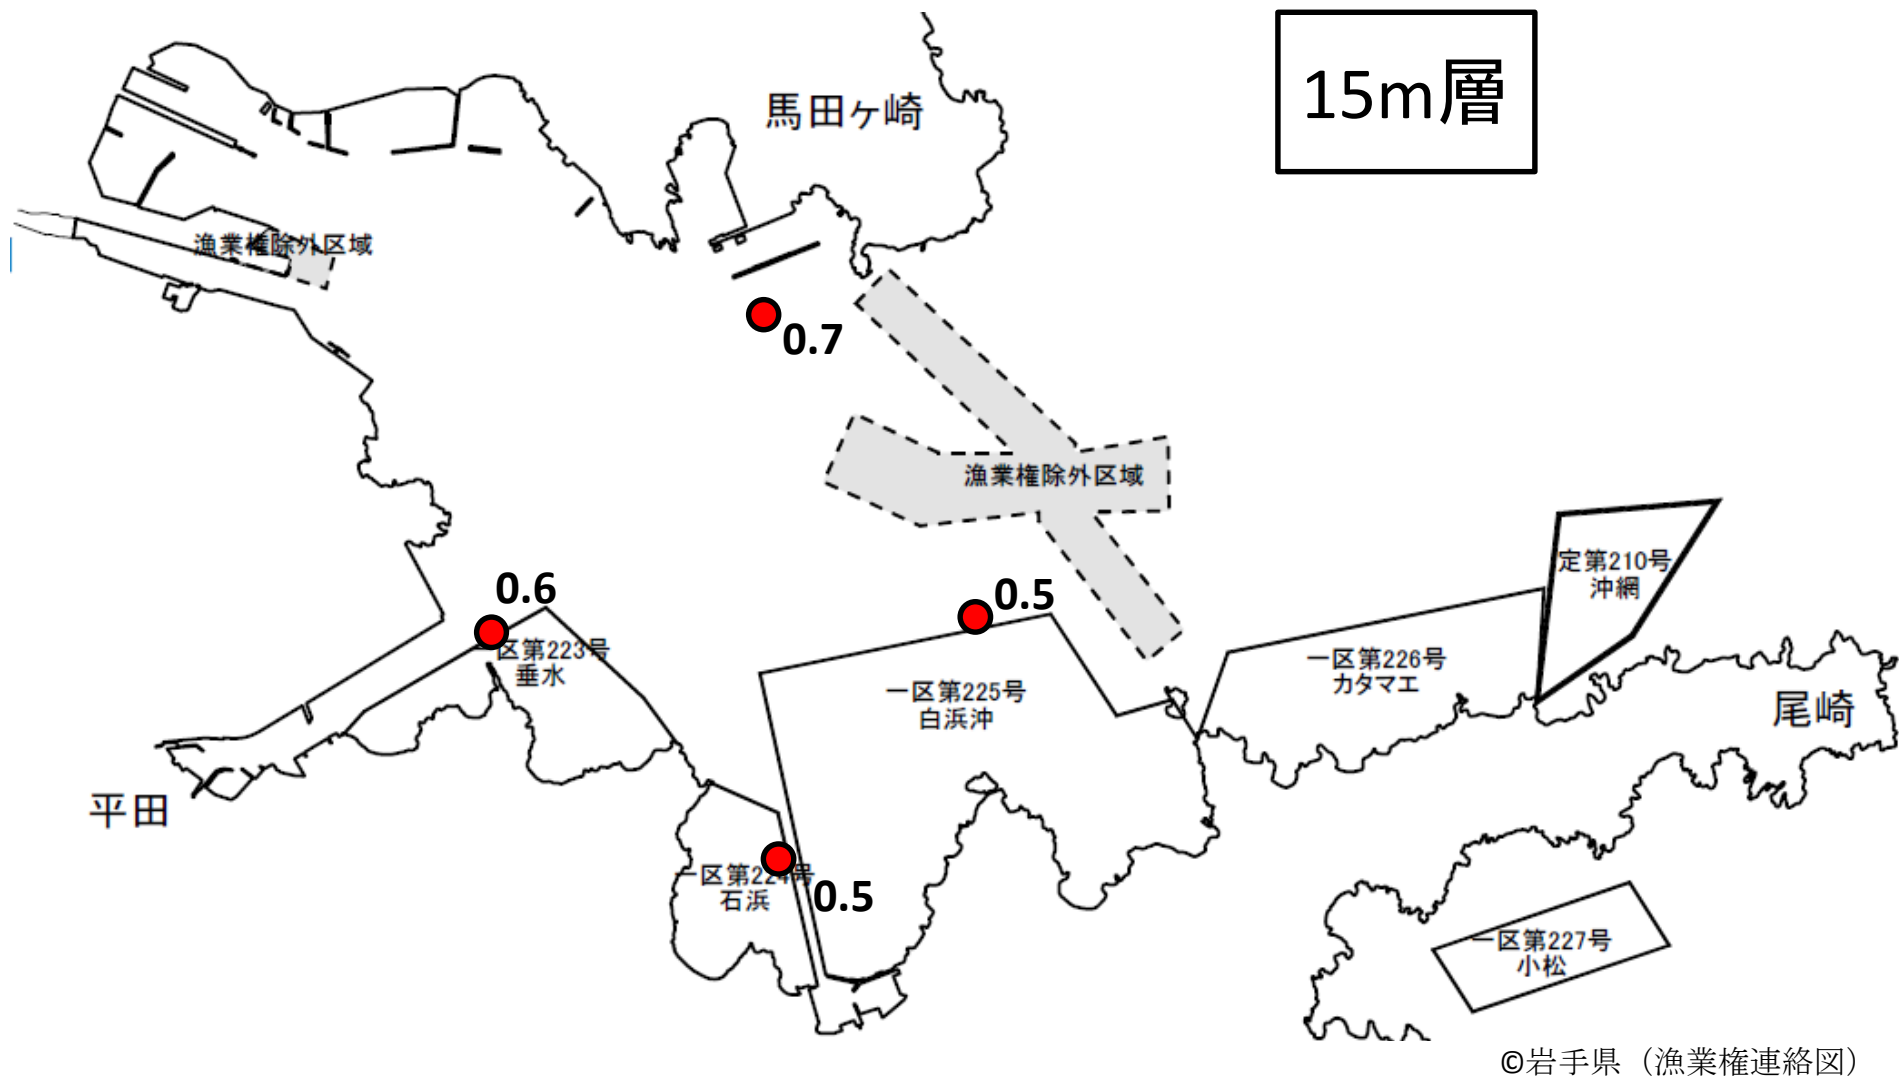 15m層
馬田ヶ崎
漁業権除外区域
0.7
漁業権除外区域
定第210号
沖網
0.6
0.5
区第223号
垂水
一区第225号
白浜沖
一区第226号
カタマエ
尾崎
平田
一区第224号
石浜
0.5
一区第227号
小松
©岩手県（漁業権連絡図）